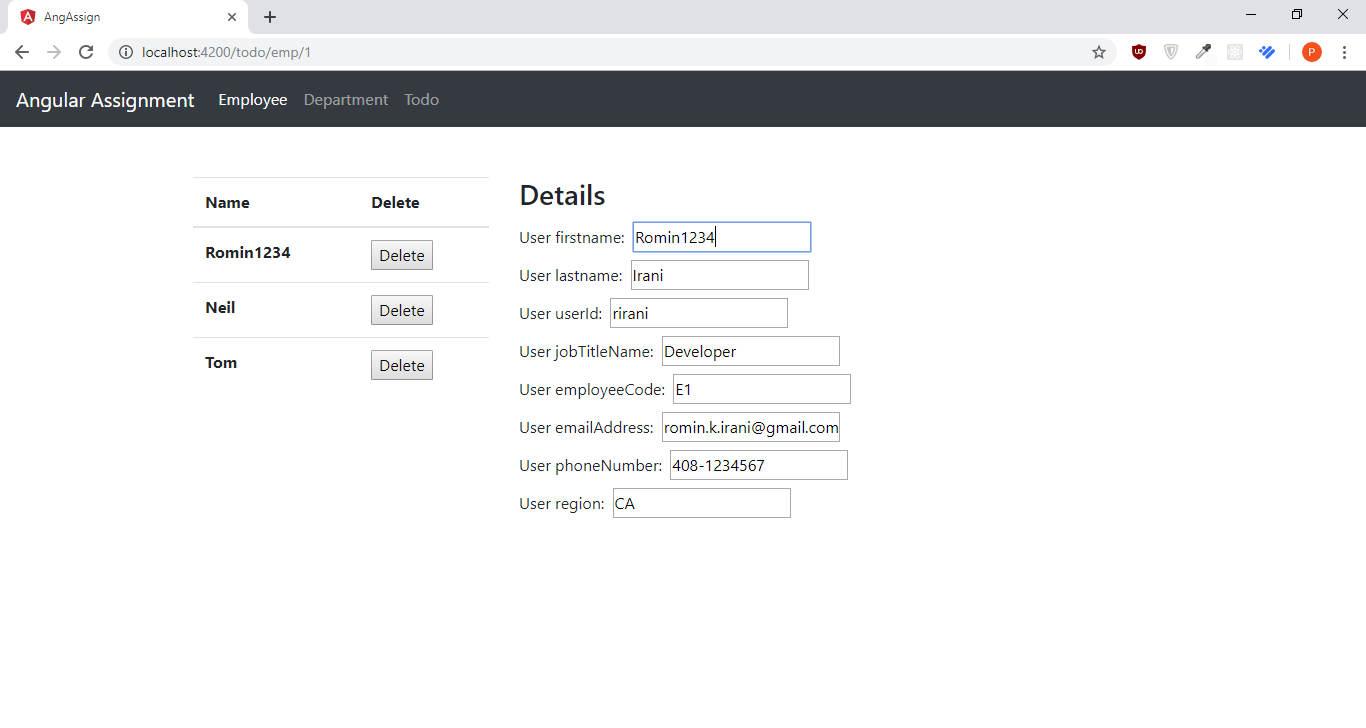 AngAssign
localhost:4200/todo/emp/1
P
Angular Assignment Employee Department Todo
Name Delete
Romin1234 Delete
Neil Delete
Tom Delete
Details
User firstname: Romin1234
User lastname: Irani
User userId: rirani
User jobTitleName: Developer
User employeeCode: E1
User emailAddress: romin.k.irani@gmail.com
User phoneNumber: 408-1234567
User region: CA